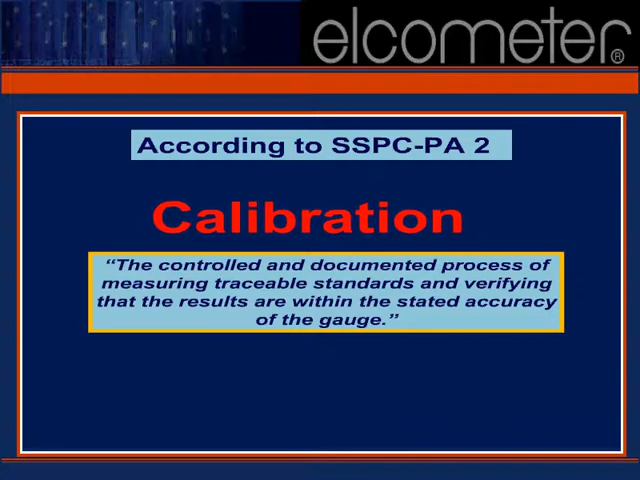 elcometer®
According to SSPC-PA 2
Calibration
“The controlled and documented process of
measuring traceable standards and verifying
that the results are within the stated accuracy
of the gauge.”